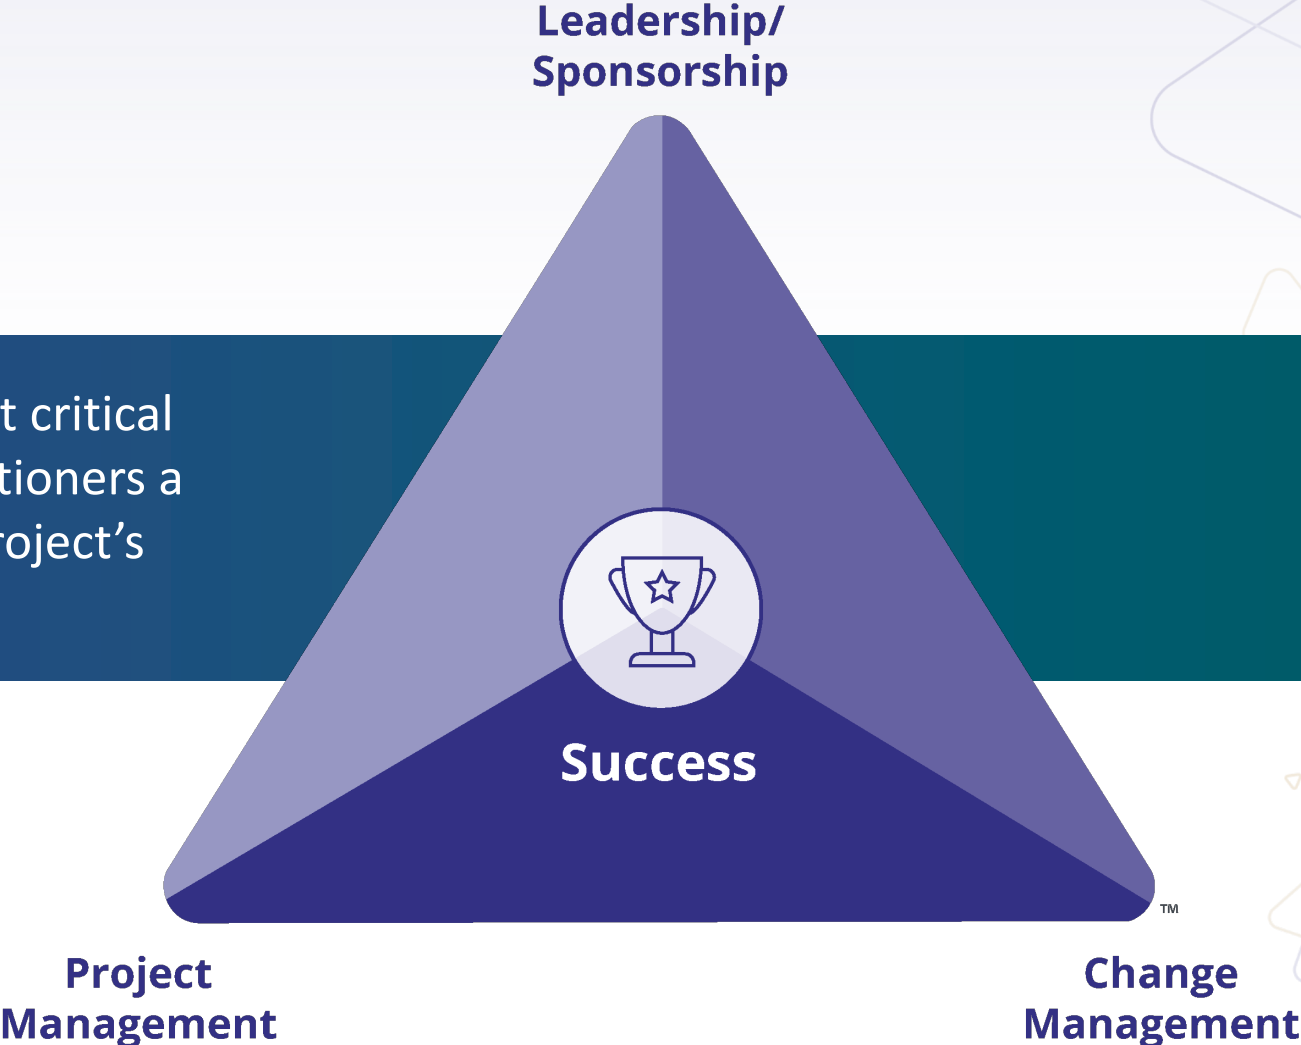 Leadership/
Sponsorship
t critical
tioners a
roject’s
Success
TM
Project
Management
Change
Management